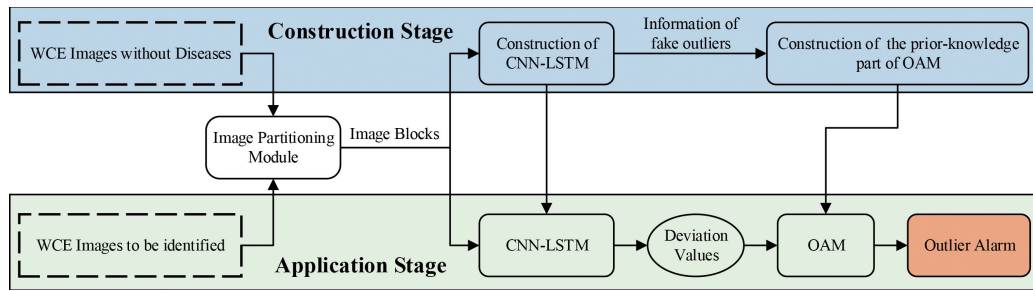 WCE Images without Diseases
Construction Stage
Construction of
CNN-LSTM
Information of
fake outliers
Construction of the prior-knowledge
part of OAM
Image Partitioning
Module
Image Blocks
WCE Images to be identified
Application Stage
CNN-LSTM
Deviation
Values
OAM
Outlier Alarm